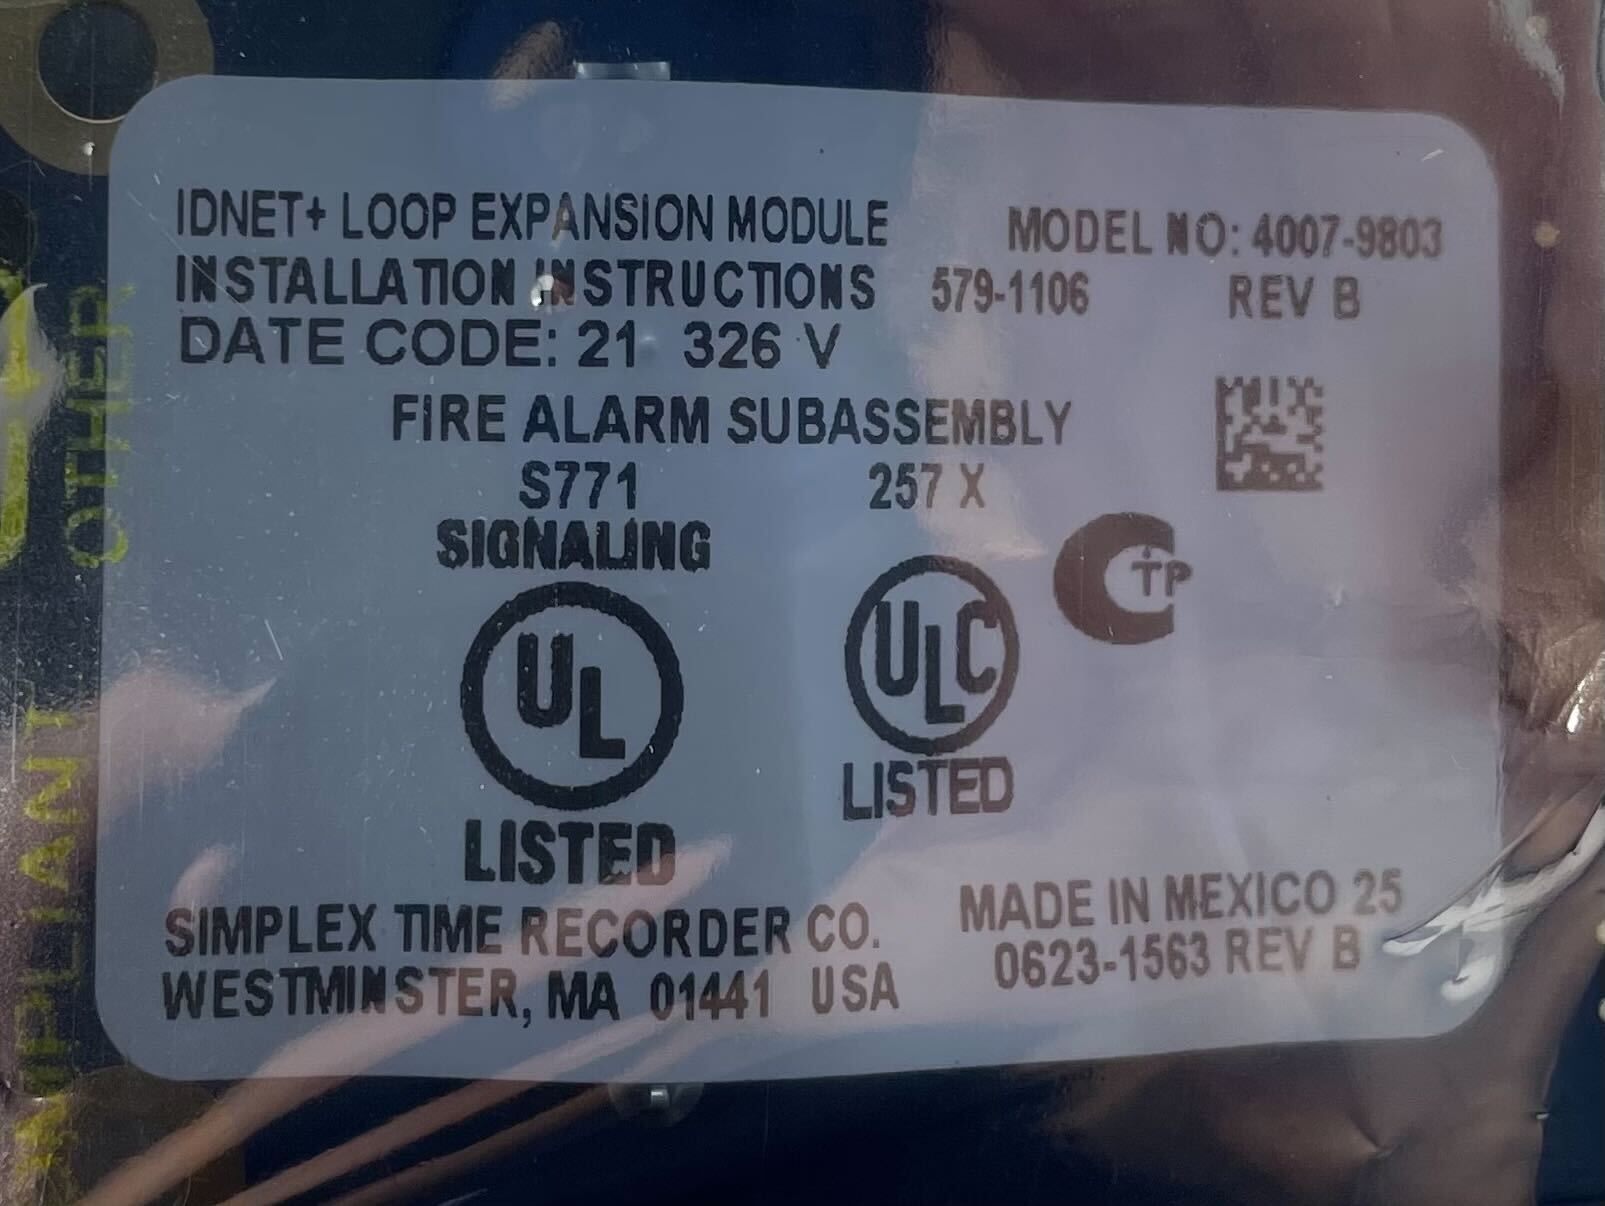 IDNET+ LOOP EXPANSION MODULE MODEL NO: 4007-9803
INSTALLATION INSTRUCTIONS 579-1106 REV B
DATE CODE: 21 326 V
FIRE ALARM SUBASSEMBLY
S771 257 X
SIGNALING
UL
LISTED
ULC
LISTED
CTP
SIMPLEX TIME RECORDER CO. MADE IN MEXICO 25
WESTMINSTER, MA 01441 USA 0623-1563 REV B
OTHER